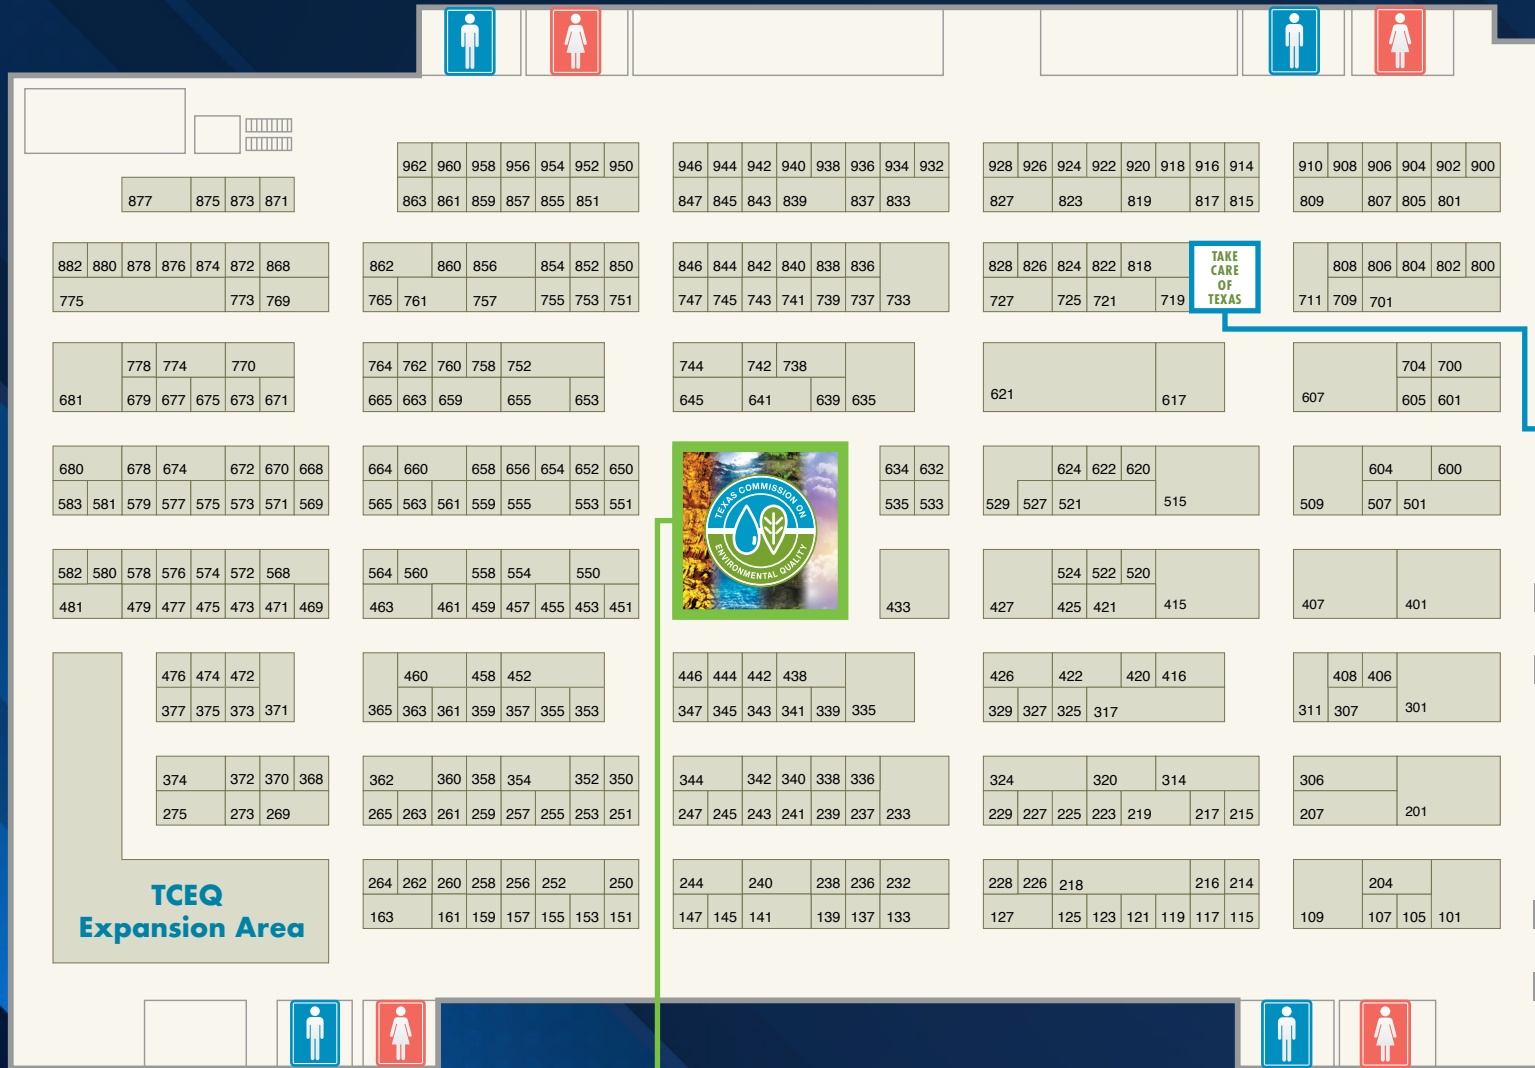 962 960 958 956 954 952 950 946 944 942 940 938 936 934 932 928 926 924 922 920 918 916 914 910 908 906 904 902 900
877 875 873 871 863 861 859 857 855 851 847 845 843 839 837 833 827 823 819 817 815 809 807 805 801
882 880 878 876 874 872 868 862 860 856 854 852 850 846 844 842 840 838 836 828 826 824 822 818 808 806 804 802 800
TAKE
CARE
OF
TEXAS
775 773 769 765 761 757 755 753 751 747 745 743 741 739 737 733 727 725 721 719 711 709 701
778 774 770 764 762 760 758 752 744 742 738 704 700
681 679 677 675 673 671 665 663 659 655 653 645 641 639 635 621 617 607 605 601
680 678 674 672 670 668 664 660 658 656 654 652 650 634 632 624 622 620 604 600
583 581 579 577 575 573 571 569 565 563 561 559 555 553 551 535 533 529 527 521 515 509 507 501
TEXAS COMMISSION ON
ENVIRONMENTAL QUALITY
582 580 578 576 574 572 568 564 560 558 554 550 524 522 520
481 479 477 475 473 471 469 463 461 459 457 455 453 451 433 427 425 421 415 407 401
476 474 472 460 458 452 446 444 442 438 426 422 420 416 408 406
377 375 373 371 365 363 361 359 357 355 353 347 345 343 341 339 335 329 327 325 317 311 307 301
374 372 370 368 362 360 358 354 352 350 344 342 340 338 336 324 320 314 306
275 273 269 265 263 261 259 257 255 253 251 247 245 243 241 239 237 233 229 227 225 223 219 217 215 207 201
264 262 260 258 256 252 250 244 240 238 236 232 228 226 218 216 214 204
163 161 159 157 155 153 151 147 145 141 139 137 133 127 125 123 121 119 117 115 109 107 105 101
TCEQ
Expansion Area